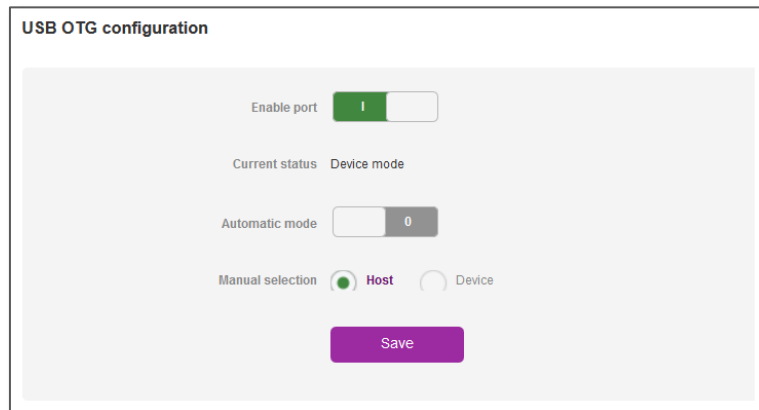 USB OTG configuration
Enable port I
Current status Device mode
Automatic mode 0
Manual selection Host Device
Save